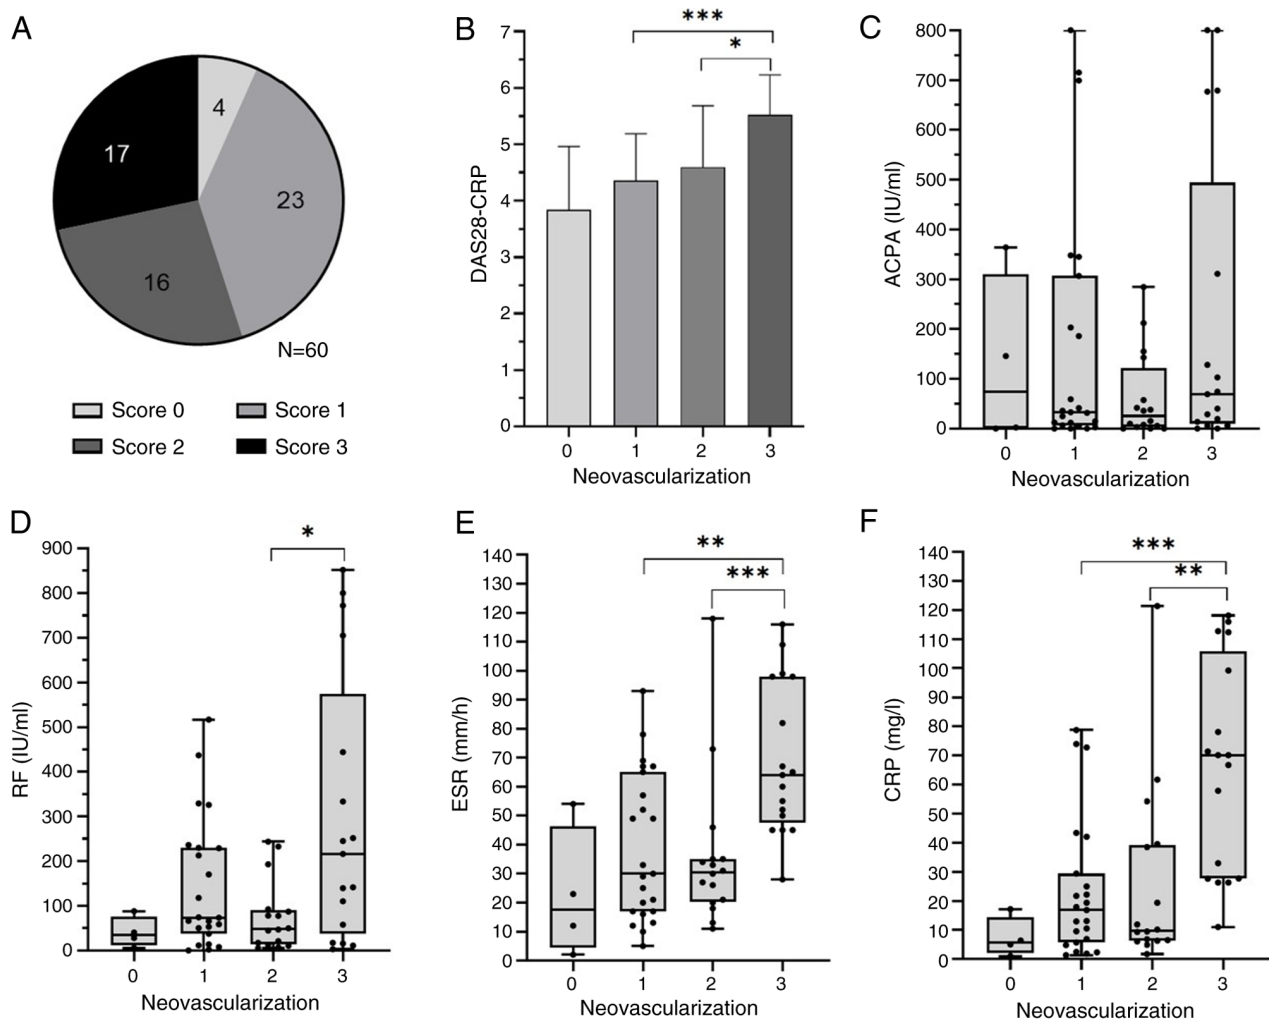 A
4
17
23
16
N=60
Score 0
Score 1
Score 2
Score 3
B
***
*
7
6
5
4
3
2
1
0
DAS28-CRP
0 1 2 3
Neovascularization
C
800
700
600
500
400
300
200
100
0
ACPA (IU/ml)
0 1 2 3
Neovascularization
D
*
900
800
700
600
500
400
300
200
100
0
RF (IU/ml)
0 1 2 3
Neovascularization
E
**
***
140
130
120
110
100
90
80
70
60
50
40
30
20
10
0
ESR (mm/h)
0 1 2 3
Neovascularization
F
***
**
140
130
120
110
100
90
80
70
60
50
40
30
20
10
0
CRP (mg/l)
0 1 2 3
Neovascularization